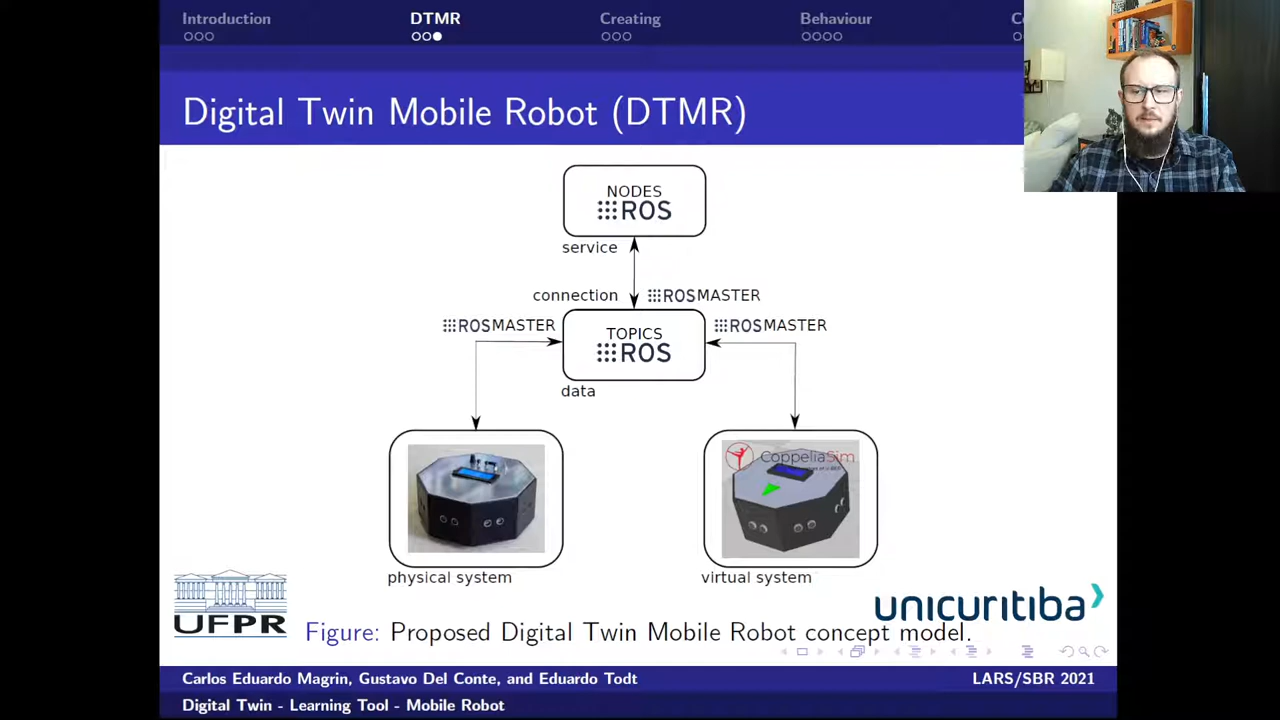 Introduction
DTMR
Creating
Behaviour
Digital Twin Mobile Robot (DTMR)
NODES
ROS
service
connection
ROSMASTER
ROSMASTER
TOPICS
ROS
ROSMASTER
data
CoppeliaSim
physical system
virtual system
UFPR
unicuritiba
Figure: Proposed Digital Twin Mobile Robot concept model.
Carlos Eduardo Magrin, Gustavo Del Conte, and Eduardo Todt
LARS/SBR 2021
Digital Twin - Learning Tool - Mobile Robot